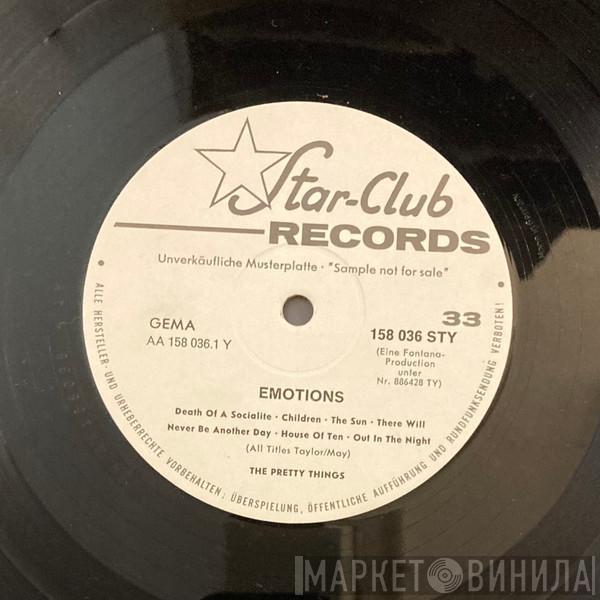 Star-Club
RECORDS
Unverkäufliche Musterplatte · "Sample not for sale"
33
GEMA
158 036 STY
AA 158 036.1 Y
(Eine Fontana-
Production
unter
Nr. 886428 TY)
EMOTIONS
Death Of A Socialite · Children · The Sun · There Will
Never Be Another Day · House Of Ten · Out In The Night
(All Titles Taylor/May)
THE PRETTY THINGS
• ALLE HERSTELLER- UND URHEBERRECHTE VORBEHALTEN; ÜBERSPIELUNG, ÖFFENTLICHE AUFFÜHRUNG UND RUNDFUNKSENDUNG VERBOTEN! •
МАРКЕТ ВИНИЛА